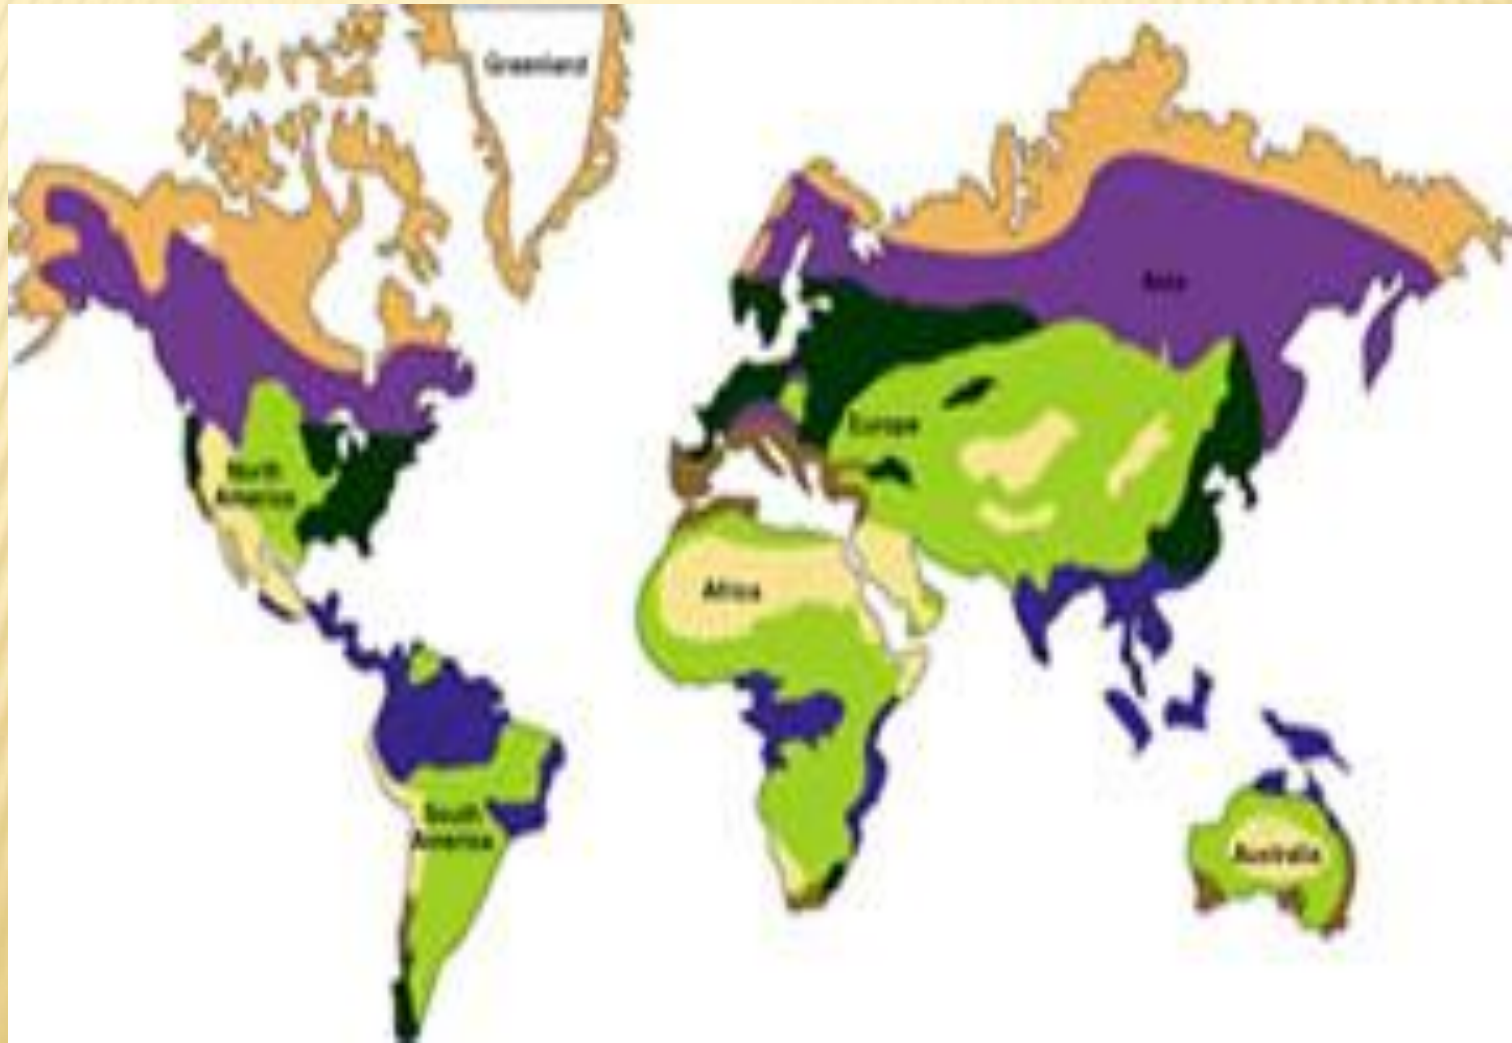 Greenland
Asia
Europe
North
America
Africa
South
America
Australia